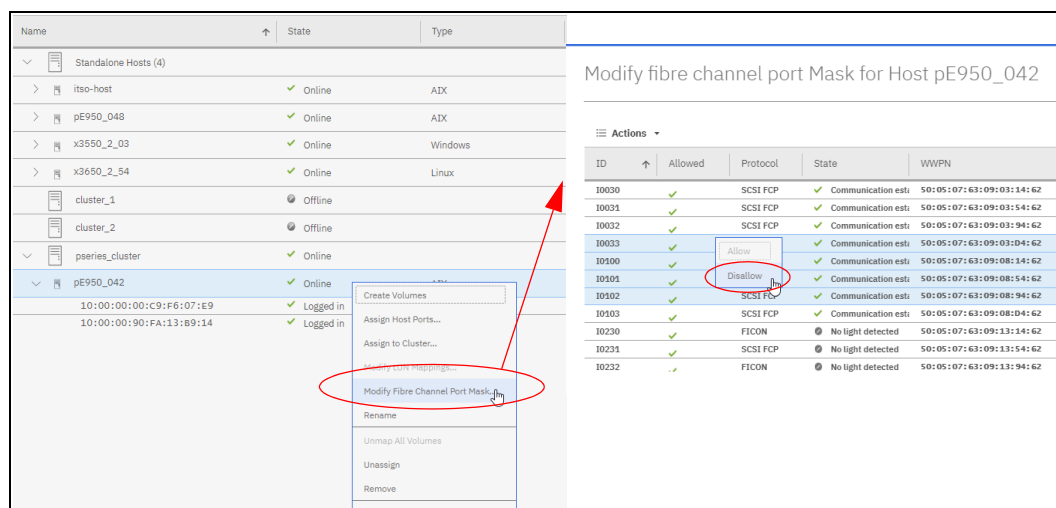 Name State Type
Standalone Hosts (4)
itso-host Online AIX
pE950_048 Online AIX
x3550_2_03 Online Windows
x3650_2_54 Online Linux
cluster_1 Offline
cluster_2 Offline
pseries_cluster Online
pE950_042 Online
10:00:00:00:C9:F6:07:E9 Logged in
10:00:00:90:FA:13:B9:14 Logged in
Create Volumes
Assign Host Ports...
Assign to Cluster...
Modify LUN Mappings...
Modify Fibre Channel Port Mask...
Rename
Unmap All Volumes
Unassign
Remove
Modify fibre channel port Mask for Host pE950_042
Actions
ID Allowed Protocol State WWPN
I0030 SCSI FCP Communication esta 50:05:07:63:09:03:14:62
I0031 SCSI FCP Communication esta 50:05:07:63:09:03:54:62
I0032 SCSI FCP Communication esta 50:05:07:63:09:03:94:62
I0033 Communication esta 50:05:07:63:09:03:D4:62
I0100 Communication esta 50:05:07:63:09:08:14:62
I0101 Communication esta 50:05:07:63:09:08:54:62
I0102 SCSI FCP Communication esta 50:05:07:63:09:08:94:62
I0103 SCSI FCP Communication esta 50:05:07:63:09:08:D4:62
I0230 FICON No light detected 50:05:07:63:09:13:14:62
I0231 SCSI FCP No light detected 50:05:07:63:09:13:54:62
I0232 FICON No light detected 50:05:07:63:09:13:94:62
Allow
Disallow